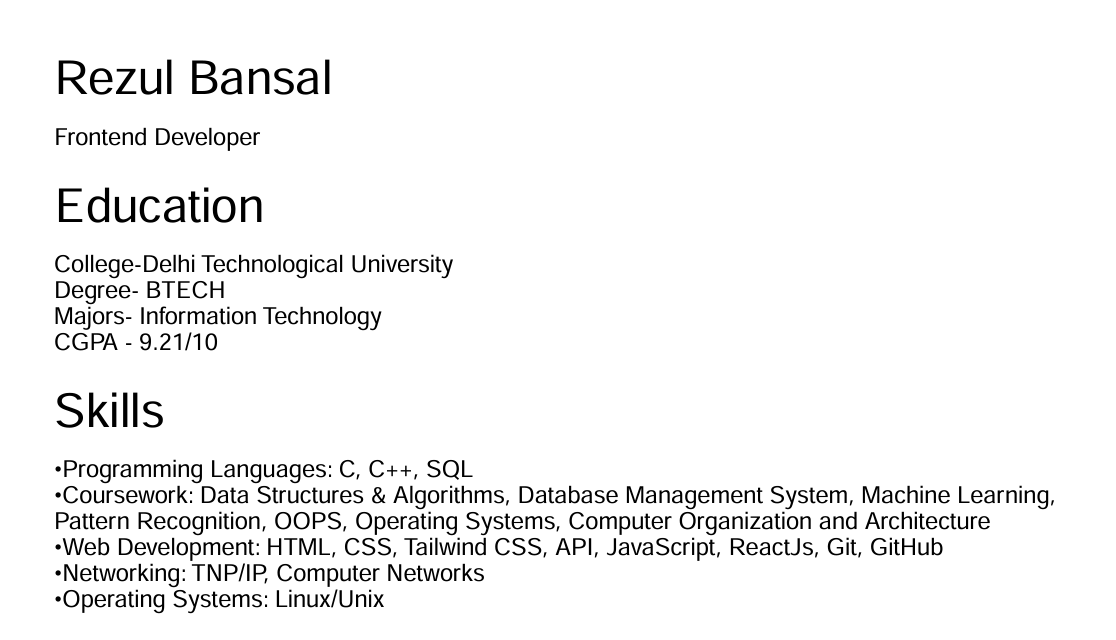 Rezul Bansal
Frontend Developer
Education
College-Delhi Technological University
Degree- BTECH
Majors- Information Technology
CGPA - 9.21/10
Skills
•Programming Languages: C, C++, SQL
•Coursework: Data Structures & Algorithms, Database Management System, Machine Learning,
Pattern Recognition, OOPS, Operating Systems, Computer Organization and Architecture
•Web Development: HTML, CSS, Tailwind CSS, API, JavaScript, ReactJs, Git, GitHub
•Networking: TNP/IP, Computer Networks
•Operating Systems: Linux/Unix